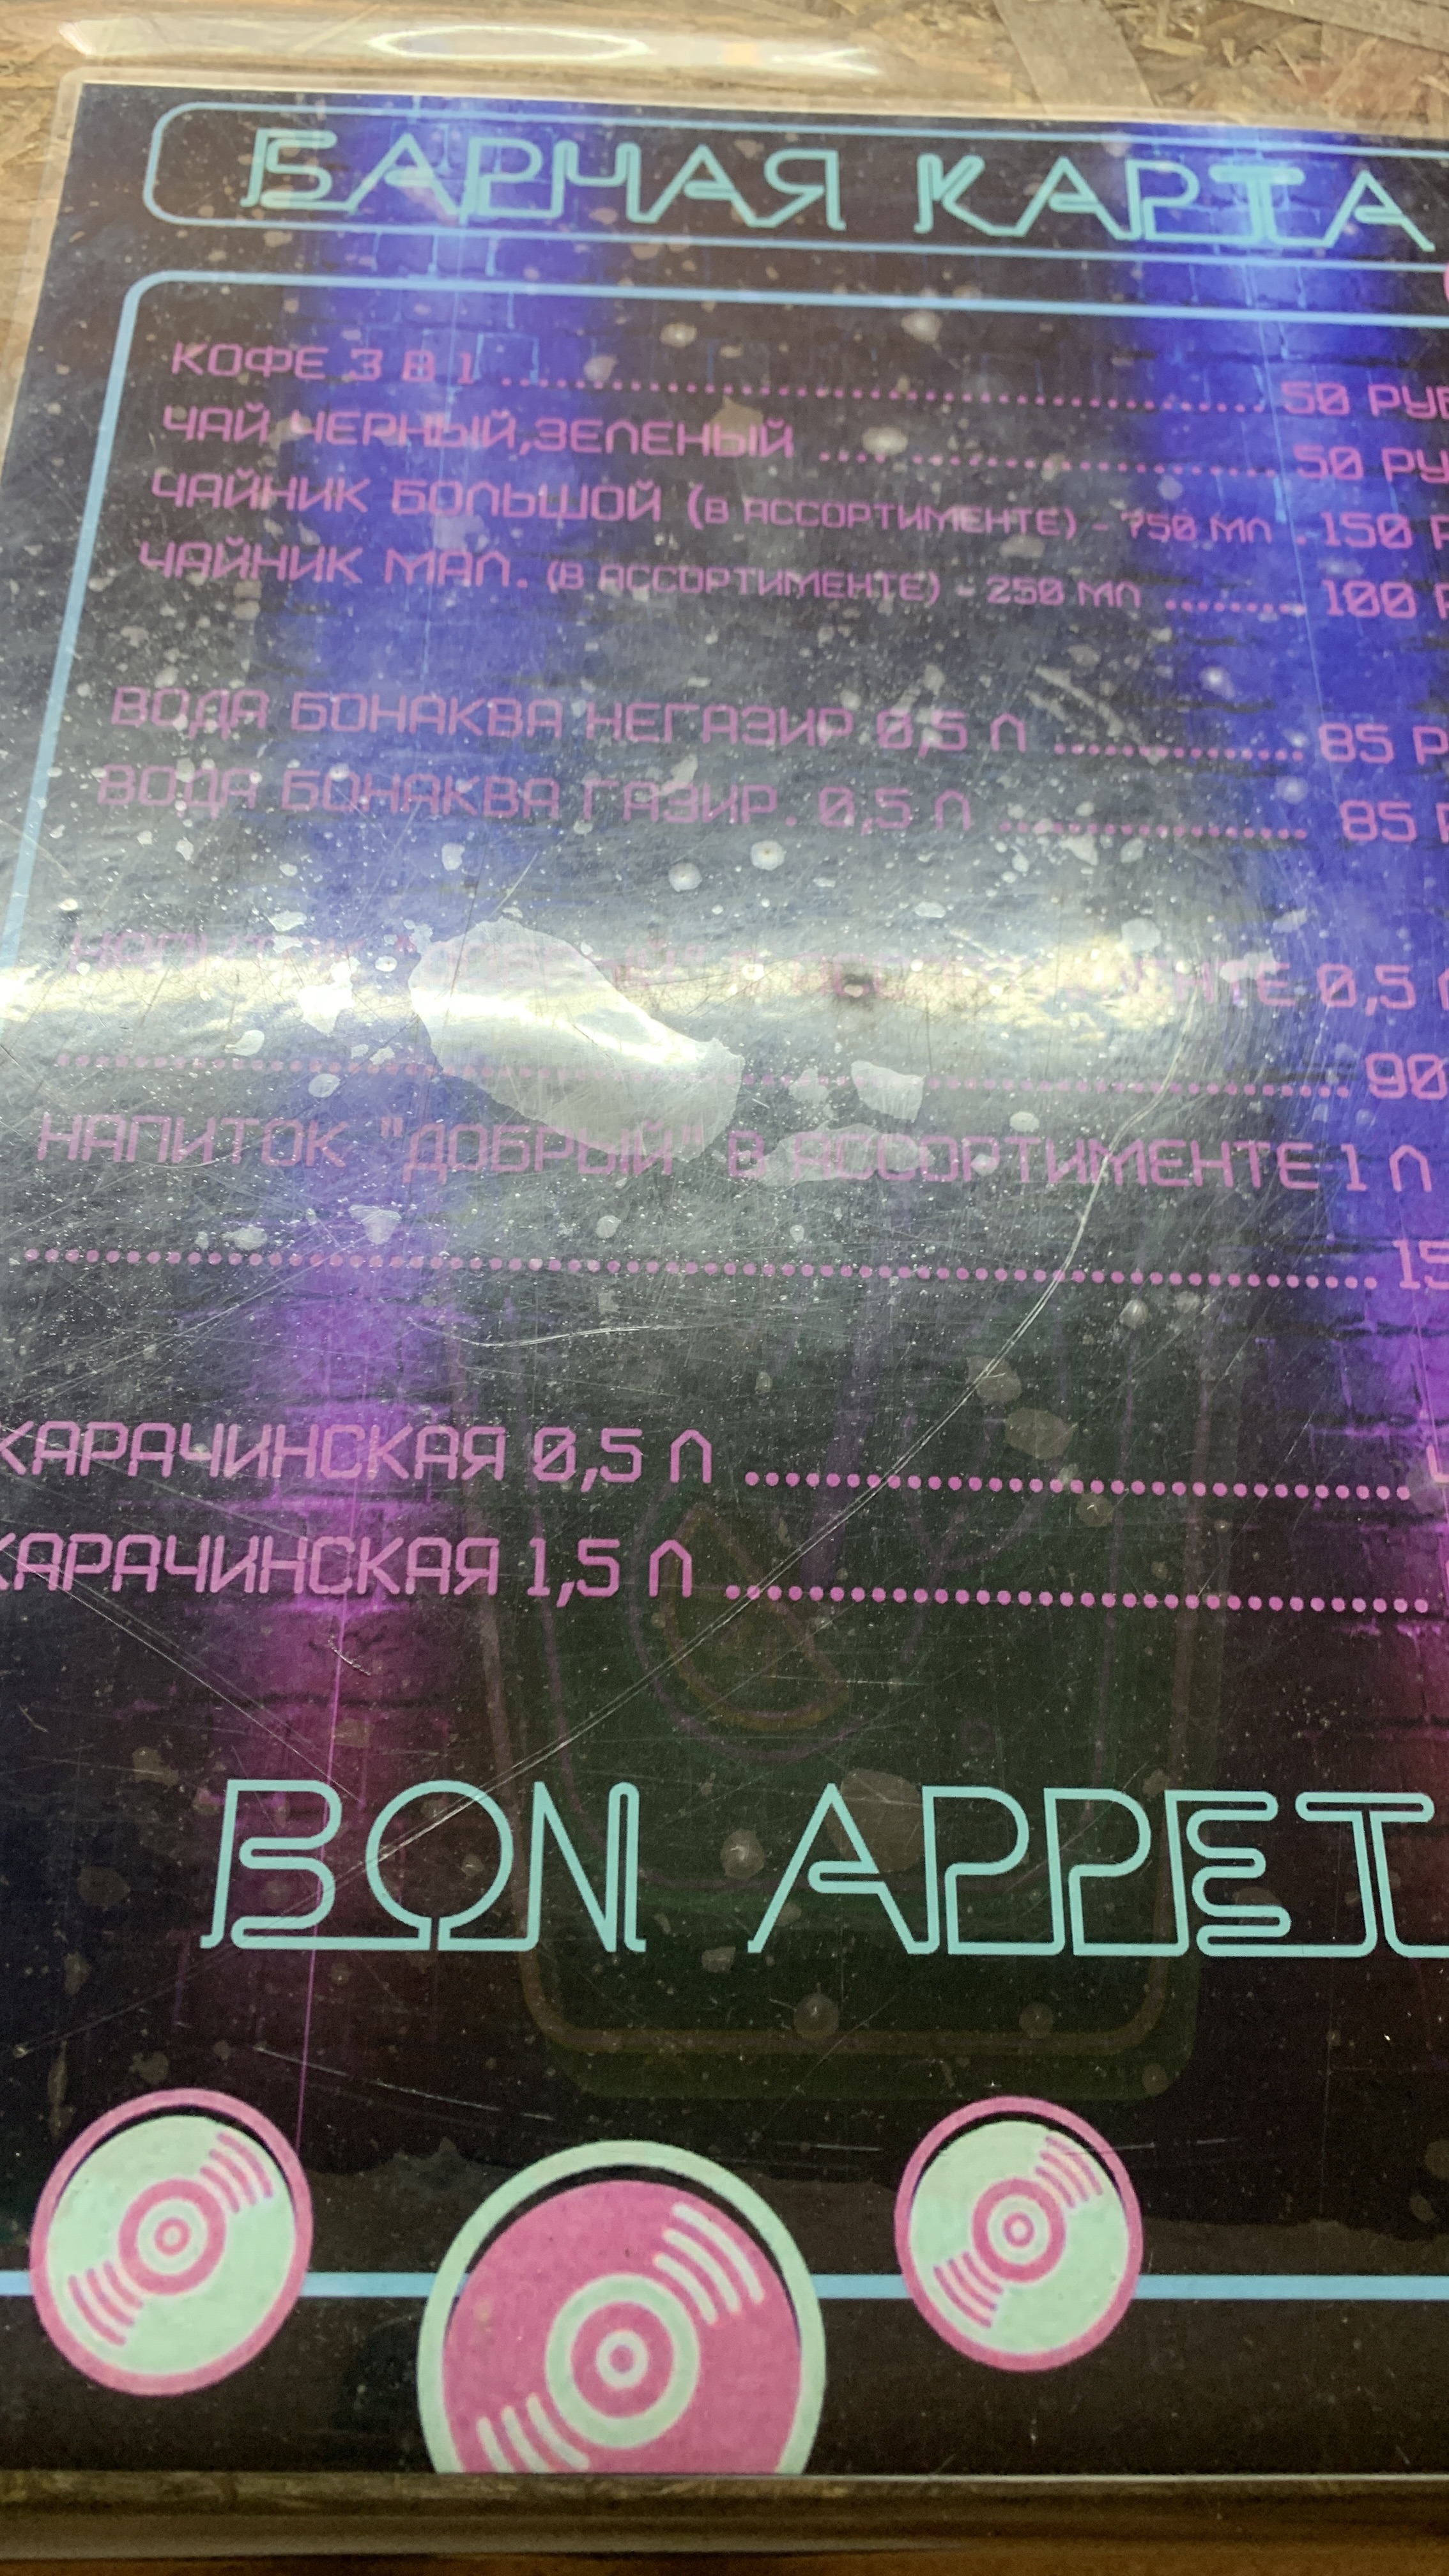 БАРНАЯ КАРТА
КОФЕ 3 В 1 50 РУБ
ЧАЙ ЧЕРНЫЙ,ЗЕЛЕНЫЙ 50 РУ
ЧАЙНИК БОЛЬШОЙ (В АССОРТИМЕНТЕ) - 750 МЛ 150 Р
ЧАЙНИК МАЛ. (В АССОРТИМЕНТЕ) - 250 МЛ 100 Р
ВОДА БОНАКВА НЕГАЗИР 0,5 Л 85 Р
ВОДА БОНАКВА ГАЗИР. 0,5 Л 85 Р
0,5 Л
90
НАПИТОК "ДОБРЫЙ" В АССОРТИМЕНТЕ 1 Л
15
КАРАЧИНСКАЯ 0,5 Л
КАРАЧИНСКАЯ 1,5 Л
BON APPET